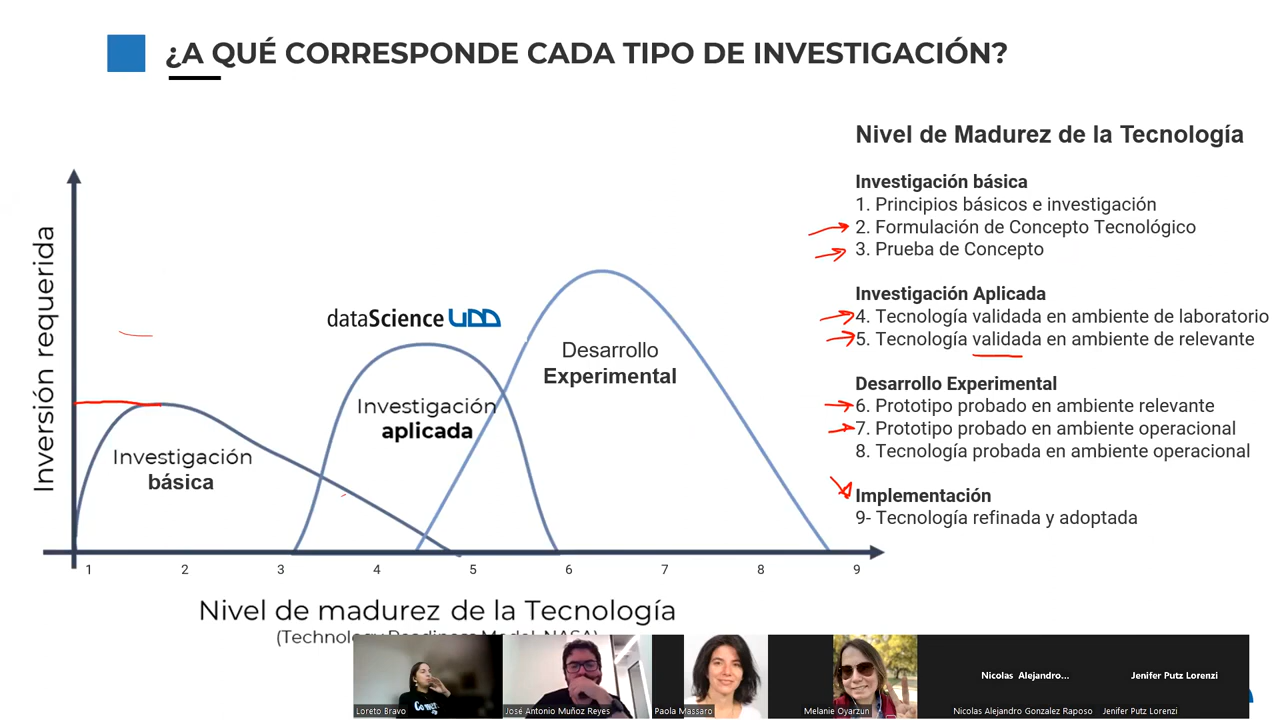 ¿A QUÉ CORRESPONDE CADA TIPO DE INVESTIGACIÓN?
Nivel de Madurez de la Tecnología
Investigación básica
1. Principios básicos e investigación
2. Formulación de Concepto Tecnológico
3. Prueba de Concepto
Investigación Aplicada
4. Tecnología validada en ambiente de laboratorio
5. Tecnología validada en ambiente de relevante
Desarrollo Experimental
6. Prototipo probado en ambiente relevante
7. Prototipo probado en ambiente operacional
8. Tecnología probada en ambiente operacional
Implementación
9- Tecnología refinada y adoptada
Inversión requerida
dataScience UDD
Desarrollo
Experimental
Investigación
aplicada
Investigación
básica
1 2 3 4 5 6 7 8 9
Nivel de madurez de la Tecnología
(Technology Readiness Model, NASA)
Nicolas Alejandro...
Jenifer Putz Lorenzi
Loreto Bravo
José Antonio Muñoz Reyes
Paola Massaro
Melanie Oyarzun
Nicolas Alejandro Gonzalez Raposo
Jenifer Putz Lorenzi